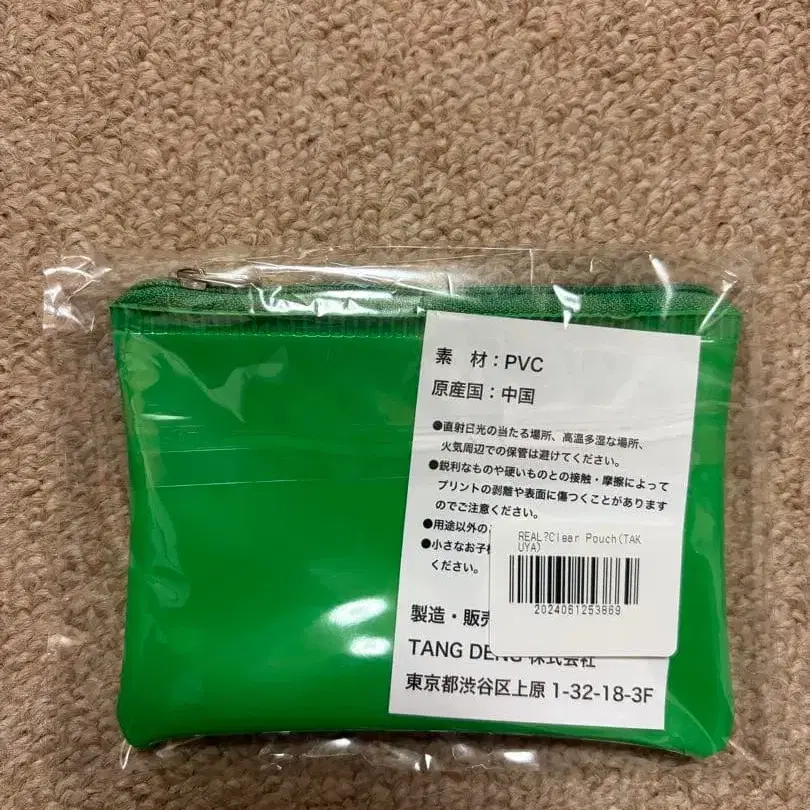 素　材：PVC
原産国：中国
●直射日光の当たる場所、高温多湿な場所、
火気周辺での保管は避けてください。
●鋭利なものや硬いものとの接触・摩擦によって
プリントの剥離や表面に傷つくことがあります
のでご注意ください。
●用途以外の
●小さなお子様
ください。
REAL?Clear Pouch(TAK
UYA)
2024061253869
製造・販売
TANG DENG 株式会社
東京都渋谷区上原 1-32-18-3F